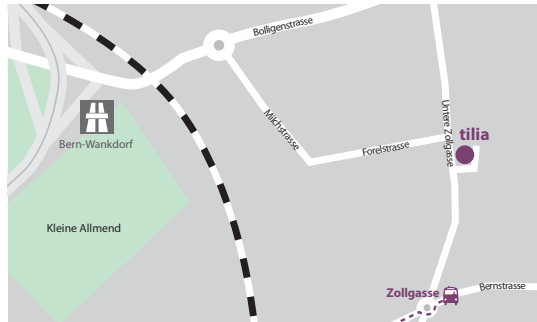 Bolligenstrasse
Milchstrasse
Forelstrasse
Untere Zollgasse
tilia
Bern-Wankdorf
Kleine Allmend
Zollgasse
Bernstrasse